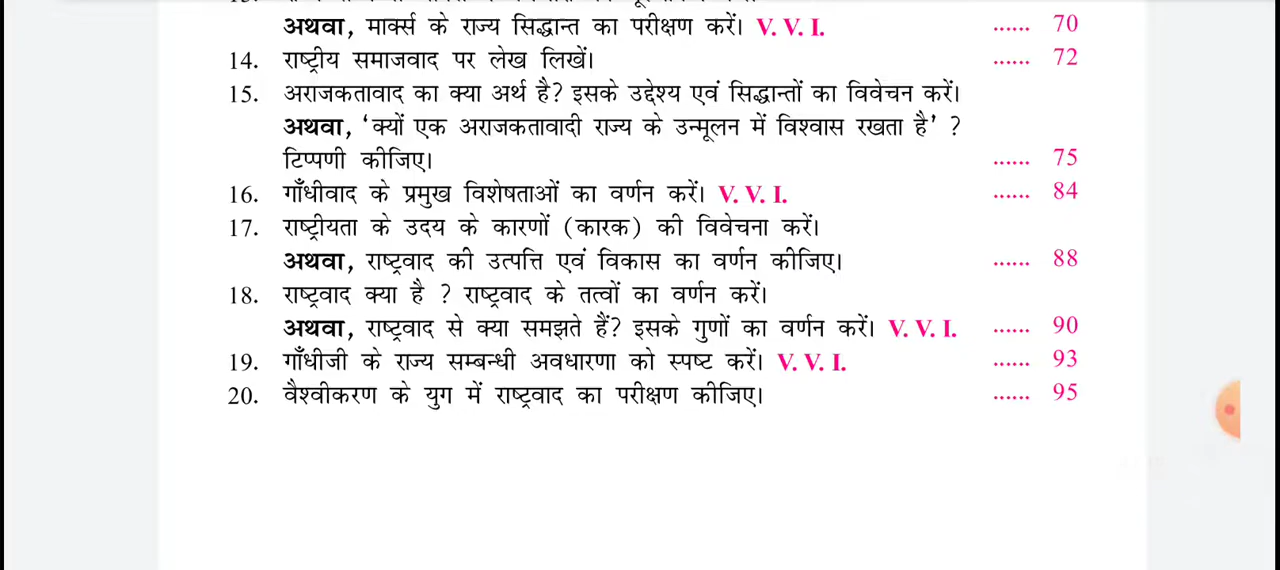 13.
अथवा, मार्क्स के राज्य सिद्धान्त का परीक्षण करें। V. V. I. ...... 70
14. राष्ट्रीय समाजवाद पर लेख लिखें। ...... 72
15. अराजकतावाद का क्या अर्थ है? इसके उद्देश्य एवं सिद्धान्तों का विवेचन करें।
अथवा, 'क्यों एक अराजकतावादी राज्य के उन्मूलन में विश्वास रखता है' ?
टिप्पणी कीजिए। ...... 75
16. गाँधीवाद के प्रमुख विशेषताओं का वर्णन करें। V. V. I. ...... 84
17. राष्ट्रीयता के उदय के कारणों (कारक) की विवेचना करें।
अथवा, राष्ट्रवाद की उत्पत्ति एवं विकास का वर्णन कीजिए। ...... 88
18. राष्ट्रवाद क्या है ? राष्ट्रवाद के तत्वों का वर्णन करें।
अथवा, राष्ट्रवाद से क्या समझते हैं? इसके गुणों का वर्णन करें। V. V. I. ...... 90
19. गाँधीजी के राज्य सम्बन्धी अवधारणा को स्पष्ट करें। V. V. I. ...... 93
20. वैश्वीकरण के युग में राष्ट्रवाद का परीक्षण कीजिए। ...... 95